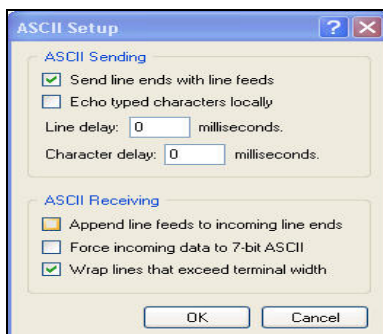 ASCII Setup
ASCII Sending
Send line ends with line feeds
Echo typed characters locally
Line delay: 0 milliseconds.
Character delay: 0 milliseconds.
ASCII Receiving
Append line feeds to incoming line ends
Force incoming data to 7-bit ASCII
Wrap lines that exceed terminal width
OK Cancel